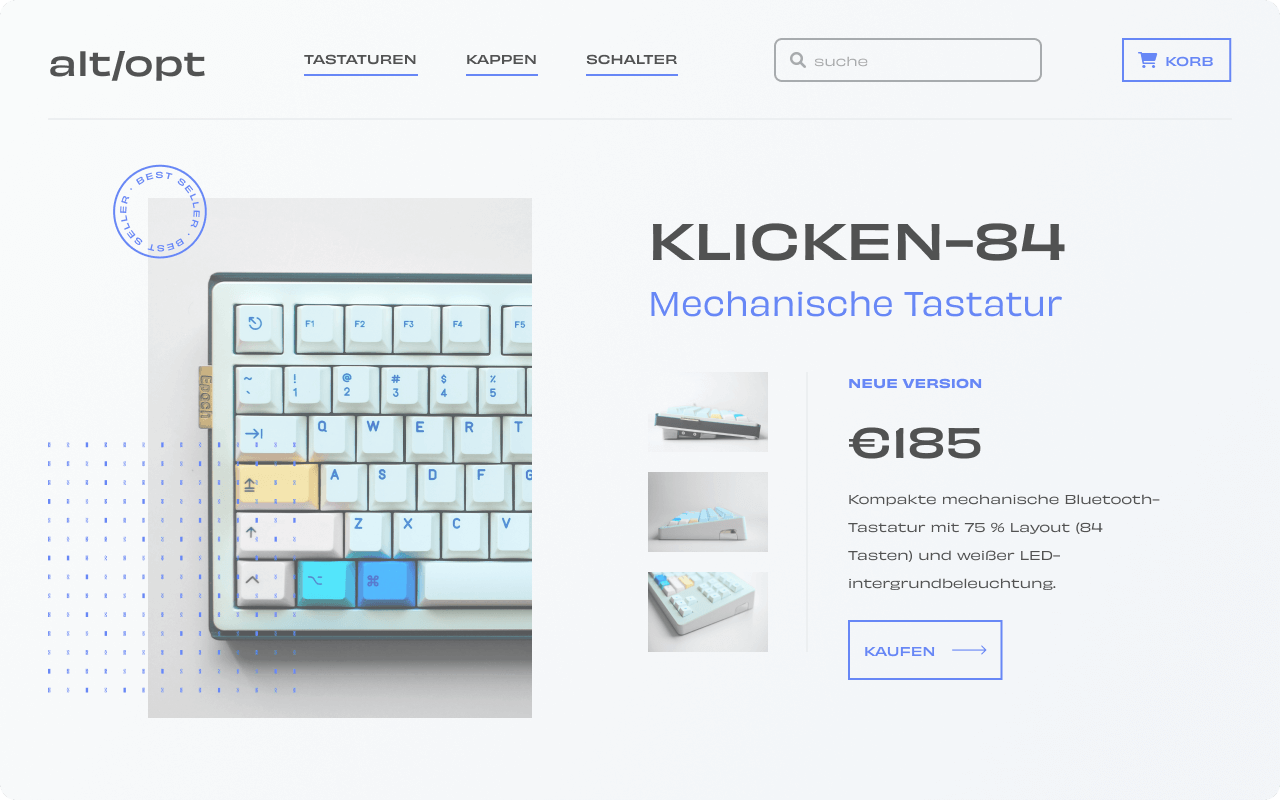 alt/opt
TASTATUREN KAPPEN SCHALTER
suche
KORB
BEST SELLER · BEST SELLER ·
KLICKEN-84
Mechanische Tastatur
F1 F2 F3 F4 F5
~ ! @ # $ %
` 1 2 3 4 5
Epoch
Q W E R T
A S D F G
Z X C V
NEUE VERSION
€185
Kompakte mechanische Bluetooth-
Tastatur mit 75 % Layout (84
Tasten) und weißer LED-
intergrundbeleuchtung.
KAUFEN